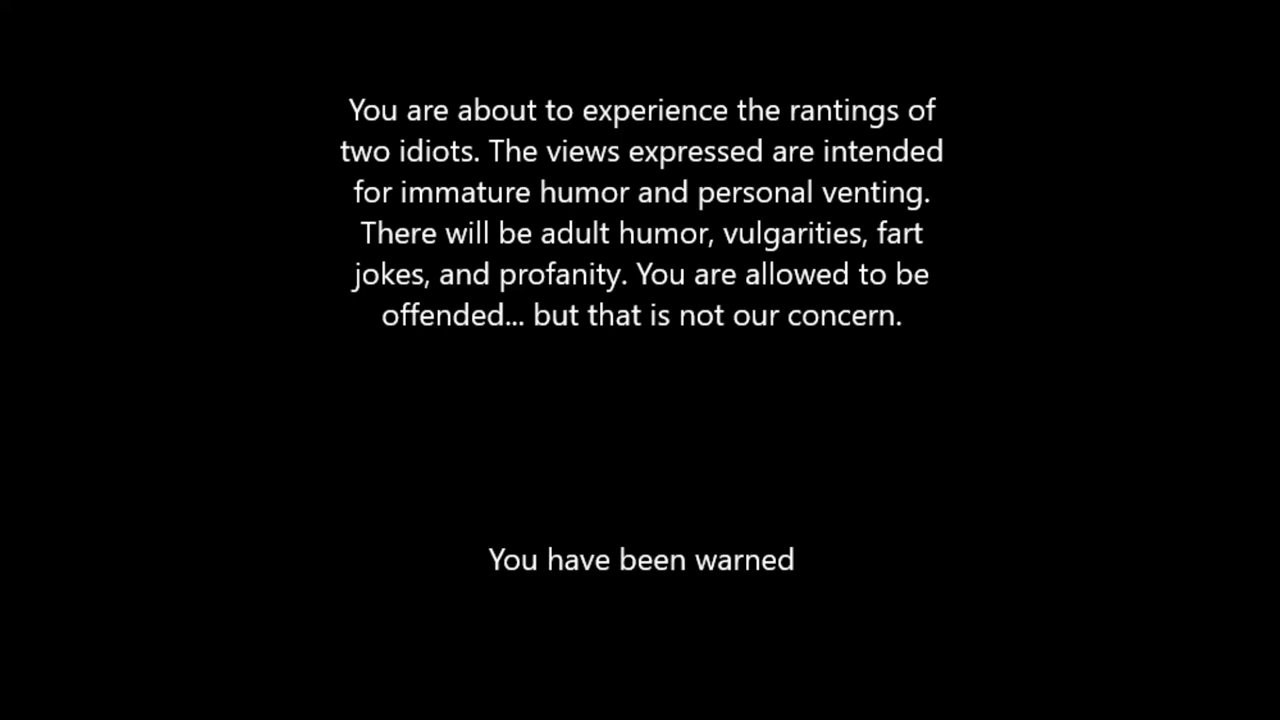 You are about to experience the rantings of
two idiots. The views expressed are intended
for immature humor and personal venting.
There will be adult humor, vulgarities, fart
jokes, and profanity. You are allowed to be
offended... but that is not our concern.
You have been warned